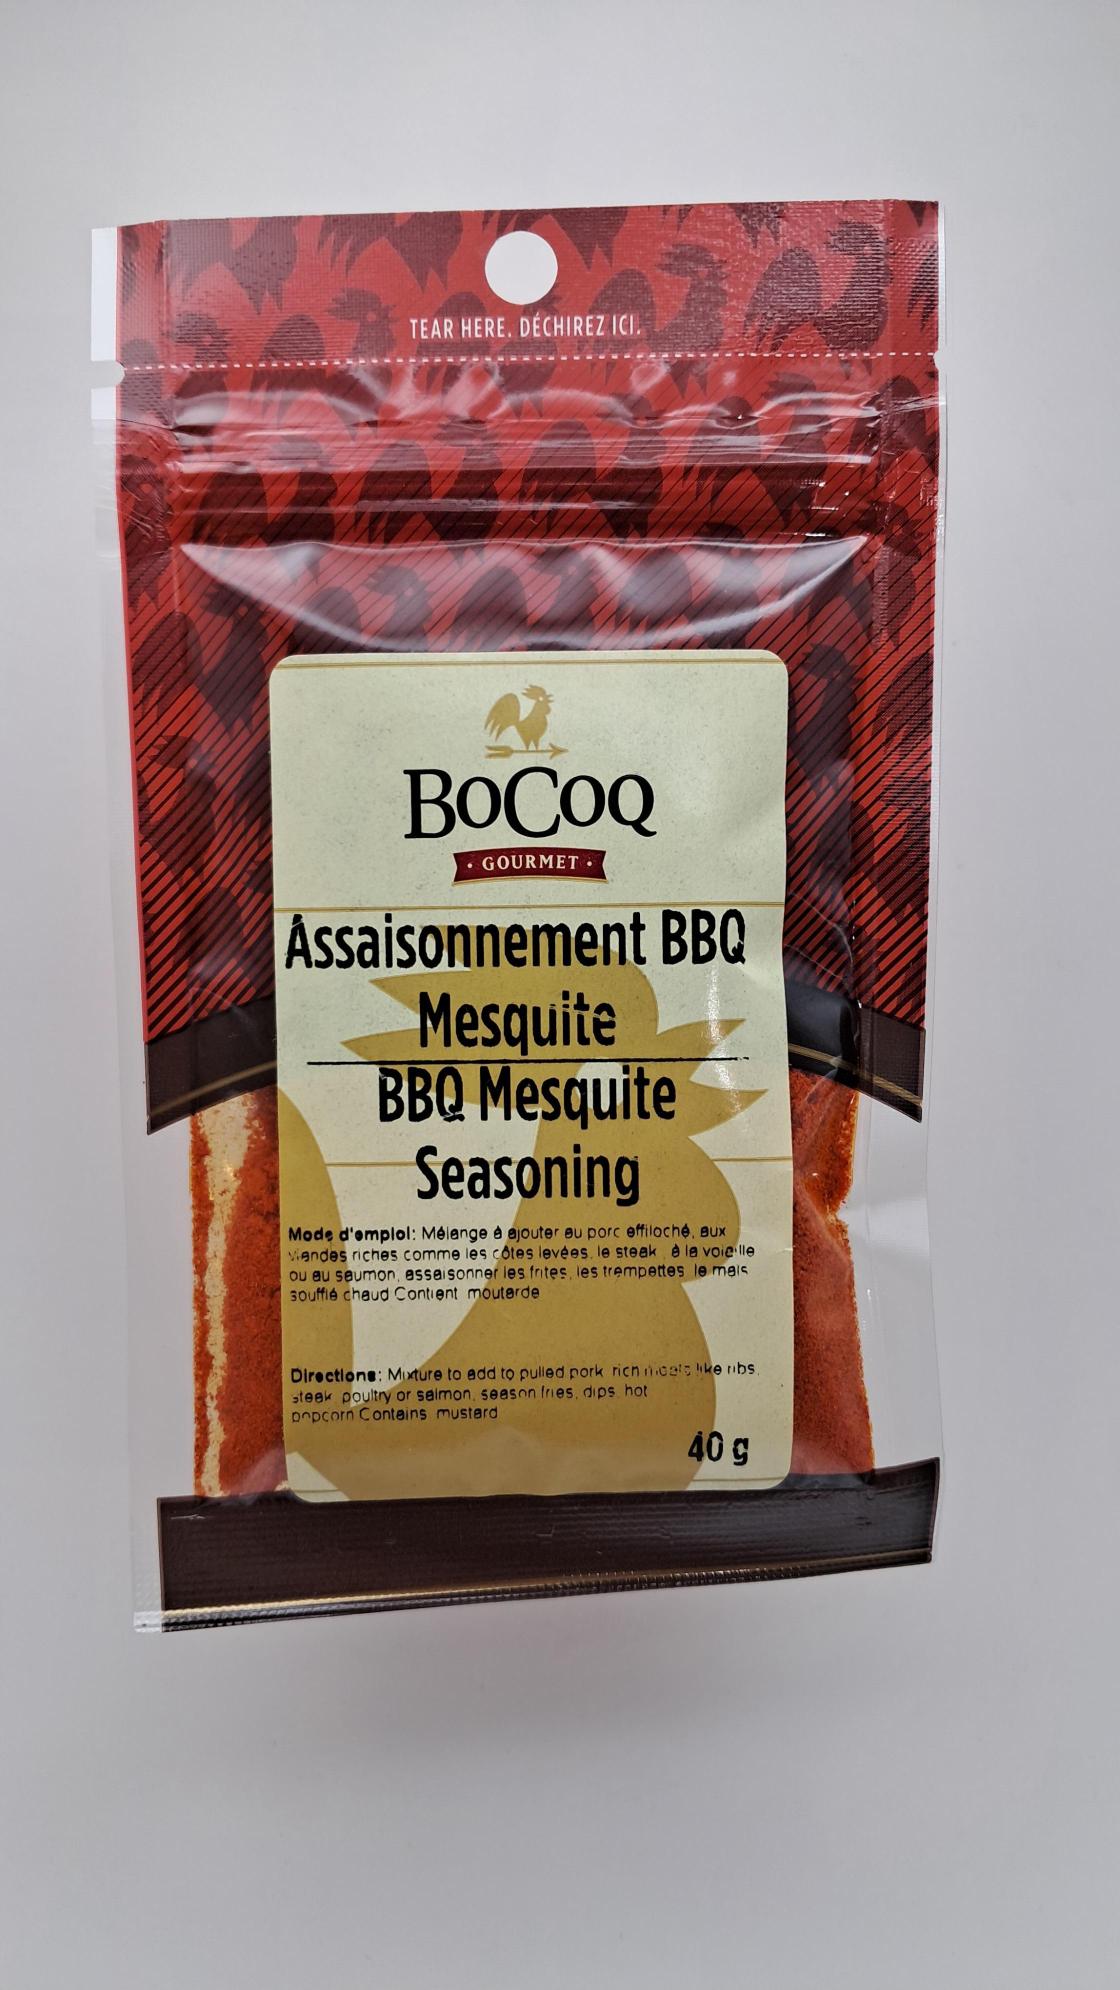 TEAR HERE. DÉCHIREZ ICI.
BOCOQ
• GOURMET •
Assaisonnement BBQ
Mesquite
BBQ Mesquite
Seasoning
Mode d'emploi: Mélange à ajouter au porc effiloché, aux
viandes riches comme les côtes levées, le steak , à la volaille
ou au saumon, assaisonner les frites, les trempettes le maïs
soufflé chaud Contient moutarde
Directions: Mixture to add to pulled pork rich meats like ribs,
steak poultry or salmon, season fries, dips, hot
popcorn Contains mustard
40 g